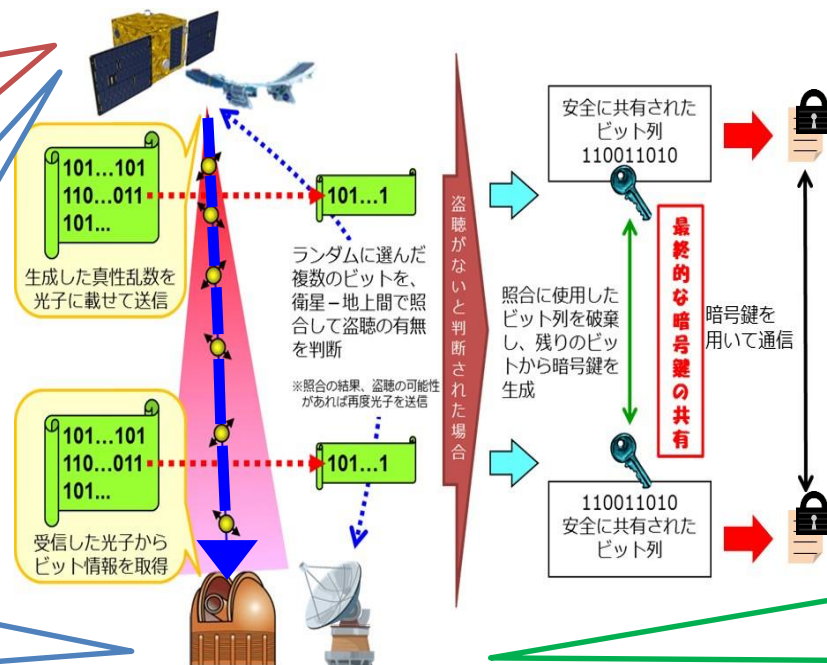 101...101
110...011
101...
生成した真性乱数を
光子に載せて送信
101...1
ランダムに選んだ
複数のビットを、
衛星－地上間で照
合して盗聴の有無
を判断
※照合の結果、盗聴の可能性
があれば再度光子を送信
101...101
110...011
101...
受信した光子から
ビット情報を取得
101...1
盗聴がないと判断された場合
安全に共有された
ビット列
110011010
照合に使用した
ビット列を破棄
し、残りのビッ
トから暗号鍵を
生成
最終的な暗号鍵の共有
110011010
安全に共有された
ビット列
暗号鍵を
用いて通信